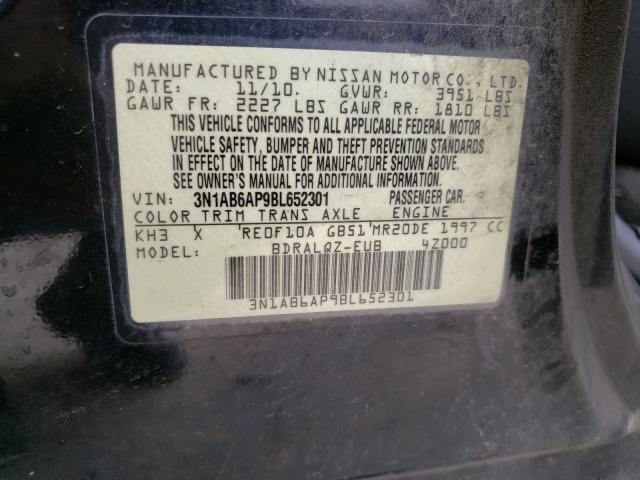 MANUFACTURED BY NISSAN MOTOR CO., LTD.
DATE: 11/10. GVWR: 3951 LBS
GAWR FR: 2227 LBS GAWR RR: 1810 LBS
THIS VEHICLE CONFORMS TO ALL APPLICABLE FEDERAL MOTOR
VEHICLE SAFETY, BUMPER AND THEFT PREVENTION STANDARDS
IN EFFECT ON THE DATE OF MANUFACTURE SHOWN ABOVE.
SEE OWNER'S MANUAL FOR ADDITIONAL INFORMATION.
VIN: 3N1AB6AP9BL652301 PASSENGER CAR.
COLOR TRIM TRANS AXLE ENGINE
KH3 X RE0F10A GB51 MR20DE 1997 CC
MODEL: BDRALQZ-EUB 4Z000
3N1AB6AP9BL652301